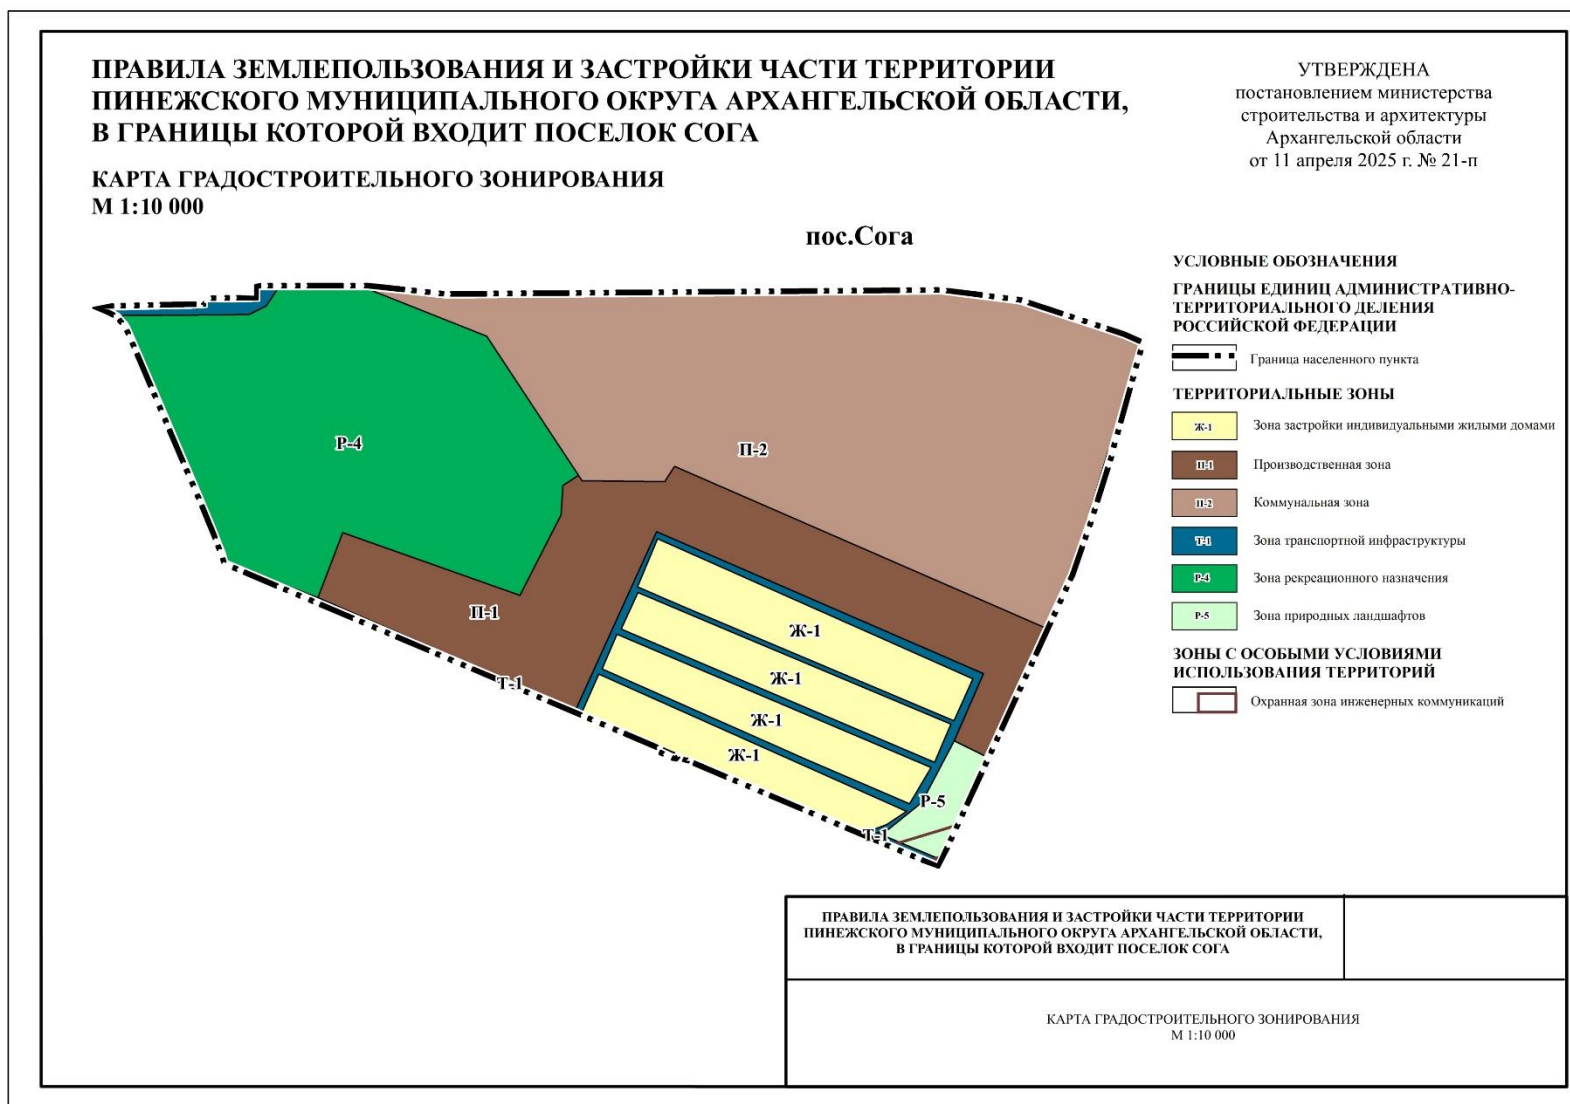 ПРАВИЛА ЗЕМЛЕПОЛЬЗОВАНИЯ И ЗАСТРОЙКИ ЧАСТИ ТЕРРИТОРИИ
ПИНЕЖСКОГО МУНИЦИПАЛЬНОГО ОКРУГА АРХАНГЕЛЬСКОЙ ОБЛАСТИ,
В ГРАНИЦЫ КОТОРОЙ ВХОДИТ ПОСЕЛОК СОГА
КАРТА ГРАДОСТРОИТЕЛЬНОГО ЗОНИРОВАНИЯ
М 1:10 000
УТВЕРЖДЕНА
постановлением министерства
строительства и архитектуры
Архангельской области
от 11 апреля 2025 г. № 21-п
пос.Сога
Р-4
П-2
П-1
Ж-1
Ж-1
Т-1
Ж-1
Ж-1
Р-5
Т-1
УСЛОВНЫЕ ОБОЗНАЧЕНИЯ
ГРАНИЦЫ ЕДИНИЦ АДМИНИСТРАТИВНО-
ТЕРРИТОРИАЛЬНОГО ДЕЛЕНИЯ
РОССИЙСКОЙ ФЕДЕРАЦИИ
Граница населенного пункта
ТЕРРИТОРИАЛЬНЫЕ ЗОНЫ
Ж-1 Зона застройки индивидуальными жилыми домами
П-1 Производственная зона
П-2 Коммунальная зона
Т-1 Зона транспортной инфраструктуры
Р-4 Зона рекреационного назначения
Р-5 Зона природных ландшафтов
ЗОНЫ С ОСОБЫМИ УСЛОВИЯМИ
ИСПОЛЬЗОВАНИЯ ТЕРРИТОРИЙ
Охранная зона инженерных коммуникаций
ПРАВИЛА ЗЕМЛЕПОЛЬЗОВАНИЯ И ЗАСТРОЙКИ ЧАСТИ ТЕРРИТОРИИ
ПИНЕЖСКОГО МУНИЦИПАЛЬНОГО ОКРУГА АРХАНГЕЛЬСКОЙ ОБЛАСТИ,
В ГРАНИЦЫ КОТОРОЙ ВХОДИТ ПОСЕЛОК СОГА
КАРТА ГРАДОСТРОИТЕЛЬНОГО ЗОНИРОВАНИЯ
М 1:10 000